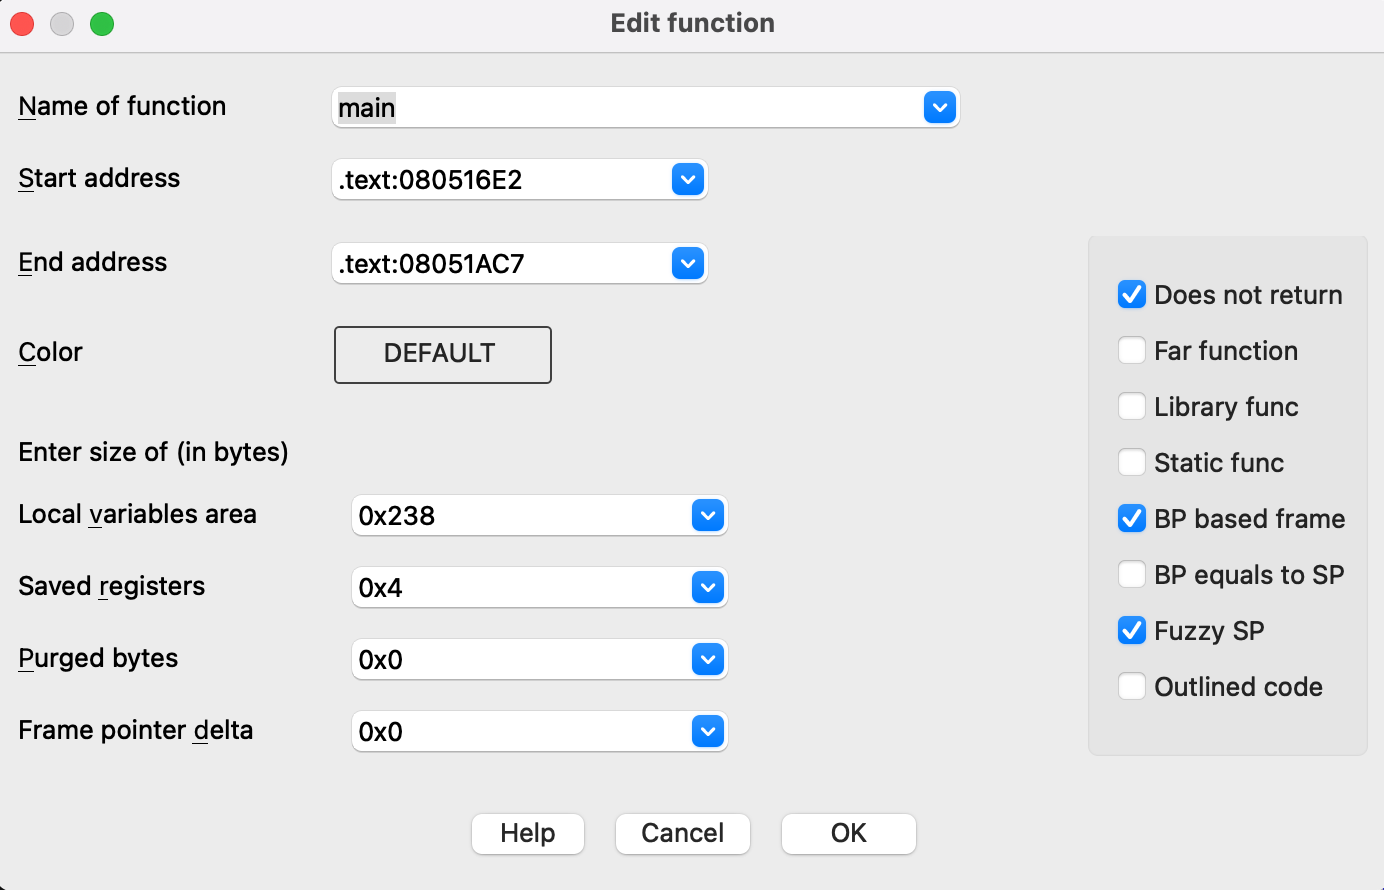 Edit function
Name of function main
Start address .text:080516E2
End address .text:08051AC7
Color DEFAULT
Enter size of (in bytes)
Local variables area 0x238
Saved registers 0x4
Purged bytes 0x0
Frame pointer delta 0x0
Does not return
Far function
Library func
Static func
BP based frame
BP equals to SP
Fuzzy SP
Outlined code
Help Cancel OK